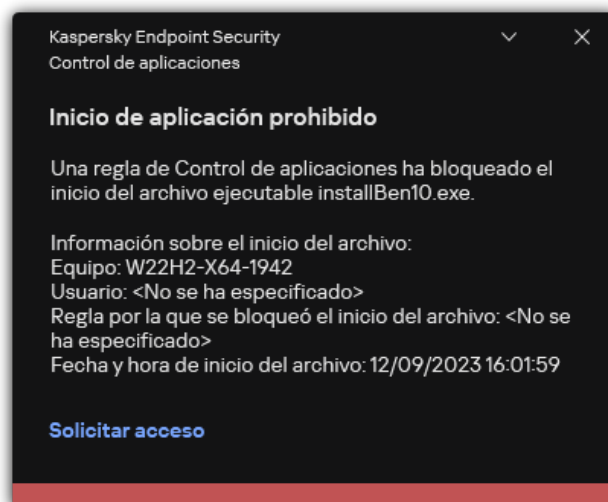 Kaspersky Endpoint Security
Control de aplicaciones
Inicio de aplicación prohibido
Una regla de Control de aplicaciones ha bloqueado el
inicio del archivo ejecutable installBen10.exe.
Información sobre el inicio del archivo:
Equipo: W22H2-X64-1942
Usuario: <No se ha especificado>
Regla por la que se bloqueó el inicio del archivo: <No se
ha especificado>
Fecha y hora de inicio del archivo: 12/09/2023 16:01:59
Solicitar acceso